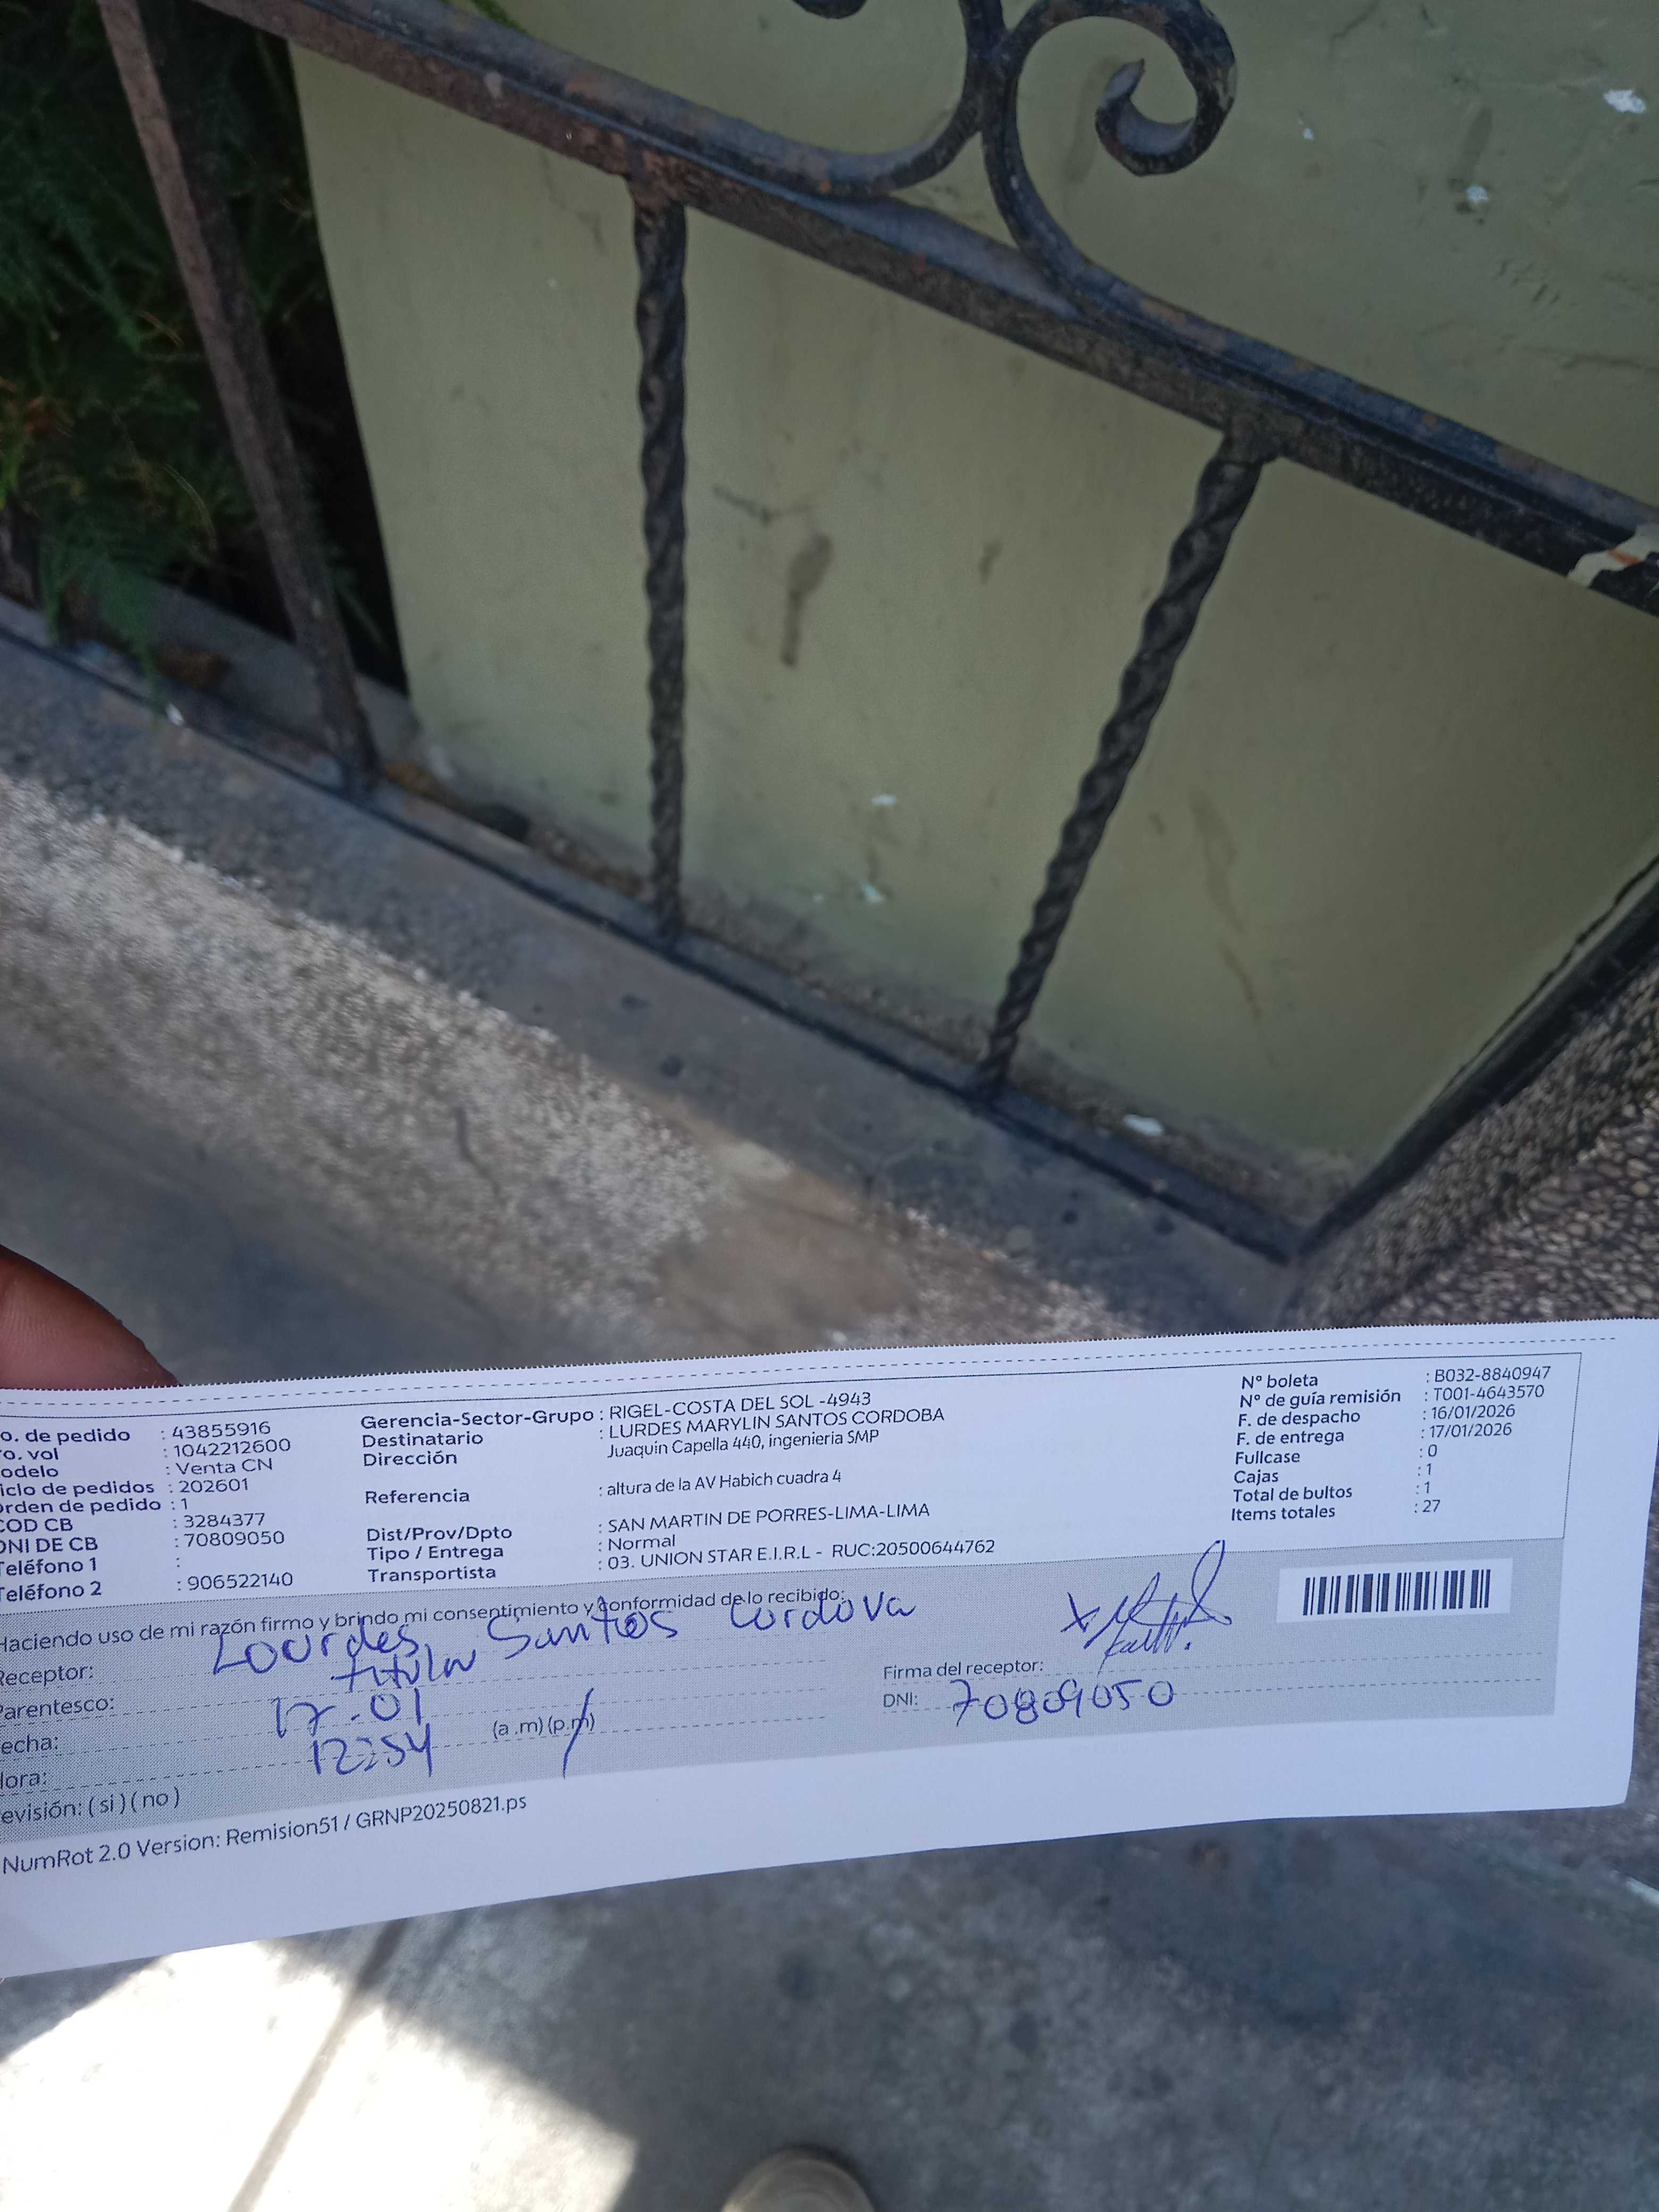 o. de pedido : 43855916
ro. vol : 1042212600
odelo : Venta CN
iclo de pedidos : 202601
rden de pedido : 1
COD CB : 3284377
DNI DE CB : 70809050
Teléfono 1 :
Teléfono 2 : 906522140
Gerencia-Sector-Grupo : RIGEL-COSTA DEL SOL -4943
Destinatario : LURDES MARYLIN SANTOS CORDOBA
Dirección Juaquin Capella 440, ingenieria SMP
Referencia : altura de la AV Habich cuadra 4
Dist/Prov/Dpto : SAN MARTIN DE PORRES-LIMA-LIMA
Tipo / Entrega : Normal
Transportista : 03. UNION STAR E.I.R.L - RUC:20500644762
Nº boleta : B032-8840947
Nº de guía remisión : T001-4643570
F. de despacho : 16/01/2026
F. de entrega : 17/01/2026
Fullcase : 0
Cajas : 1
Total de bultos : 1
Items totales : 27
Haciendo uso de mi razón firmo y brindo mi consentimiento y conformidad de lo recibido:
Receptor: Lourdes Santos Cordova
Parentesco: titular
echa: 17.01
Hora: 12:54 (a .m) (p.m)
evisión: ( si ) ( no )
Firma del receptor:
DNI: 70809050
NumRot 2.0 Version: Remision51 / GRNP20250821.ps